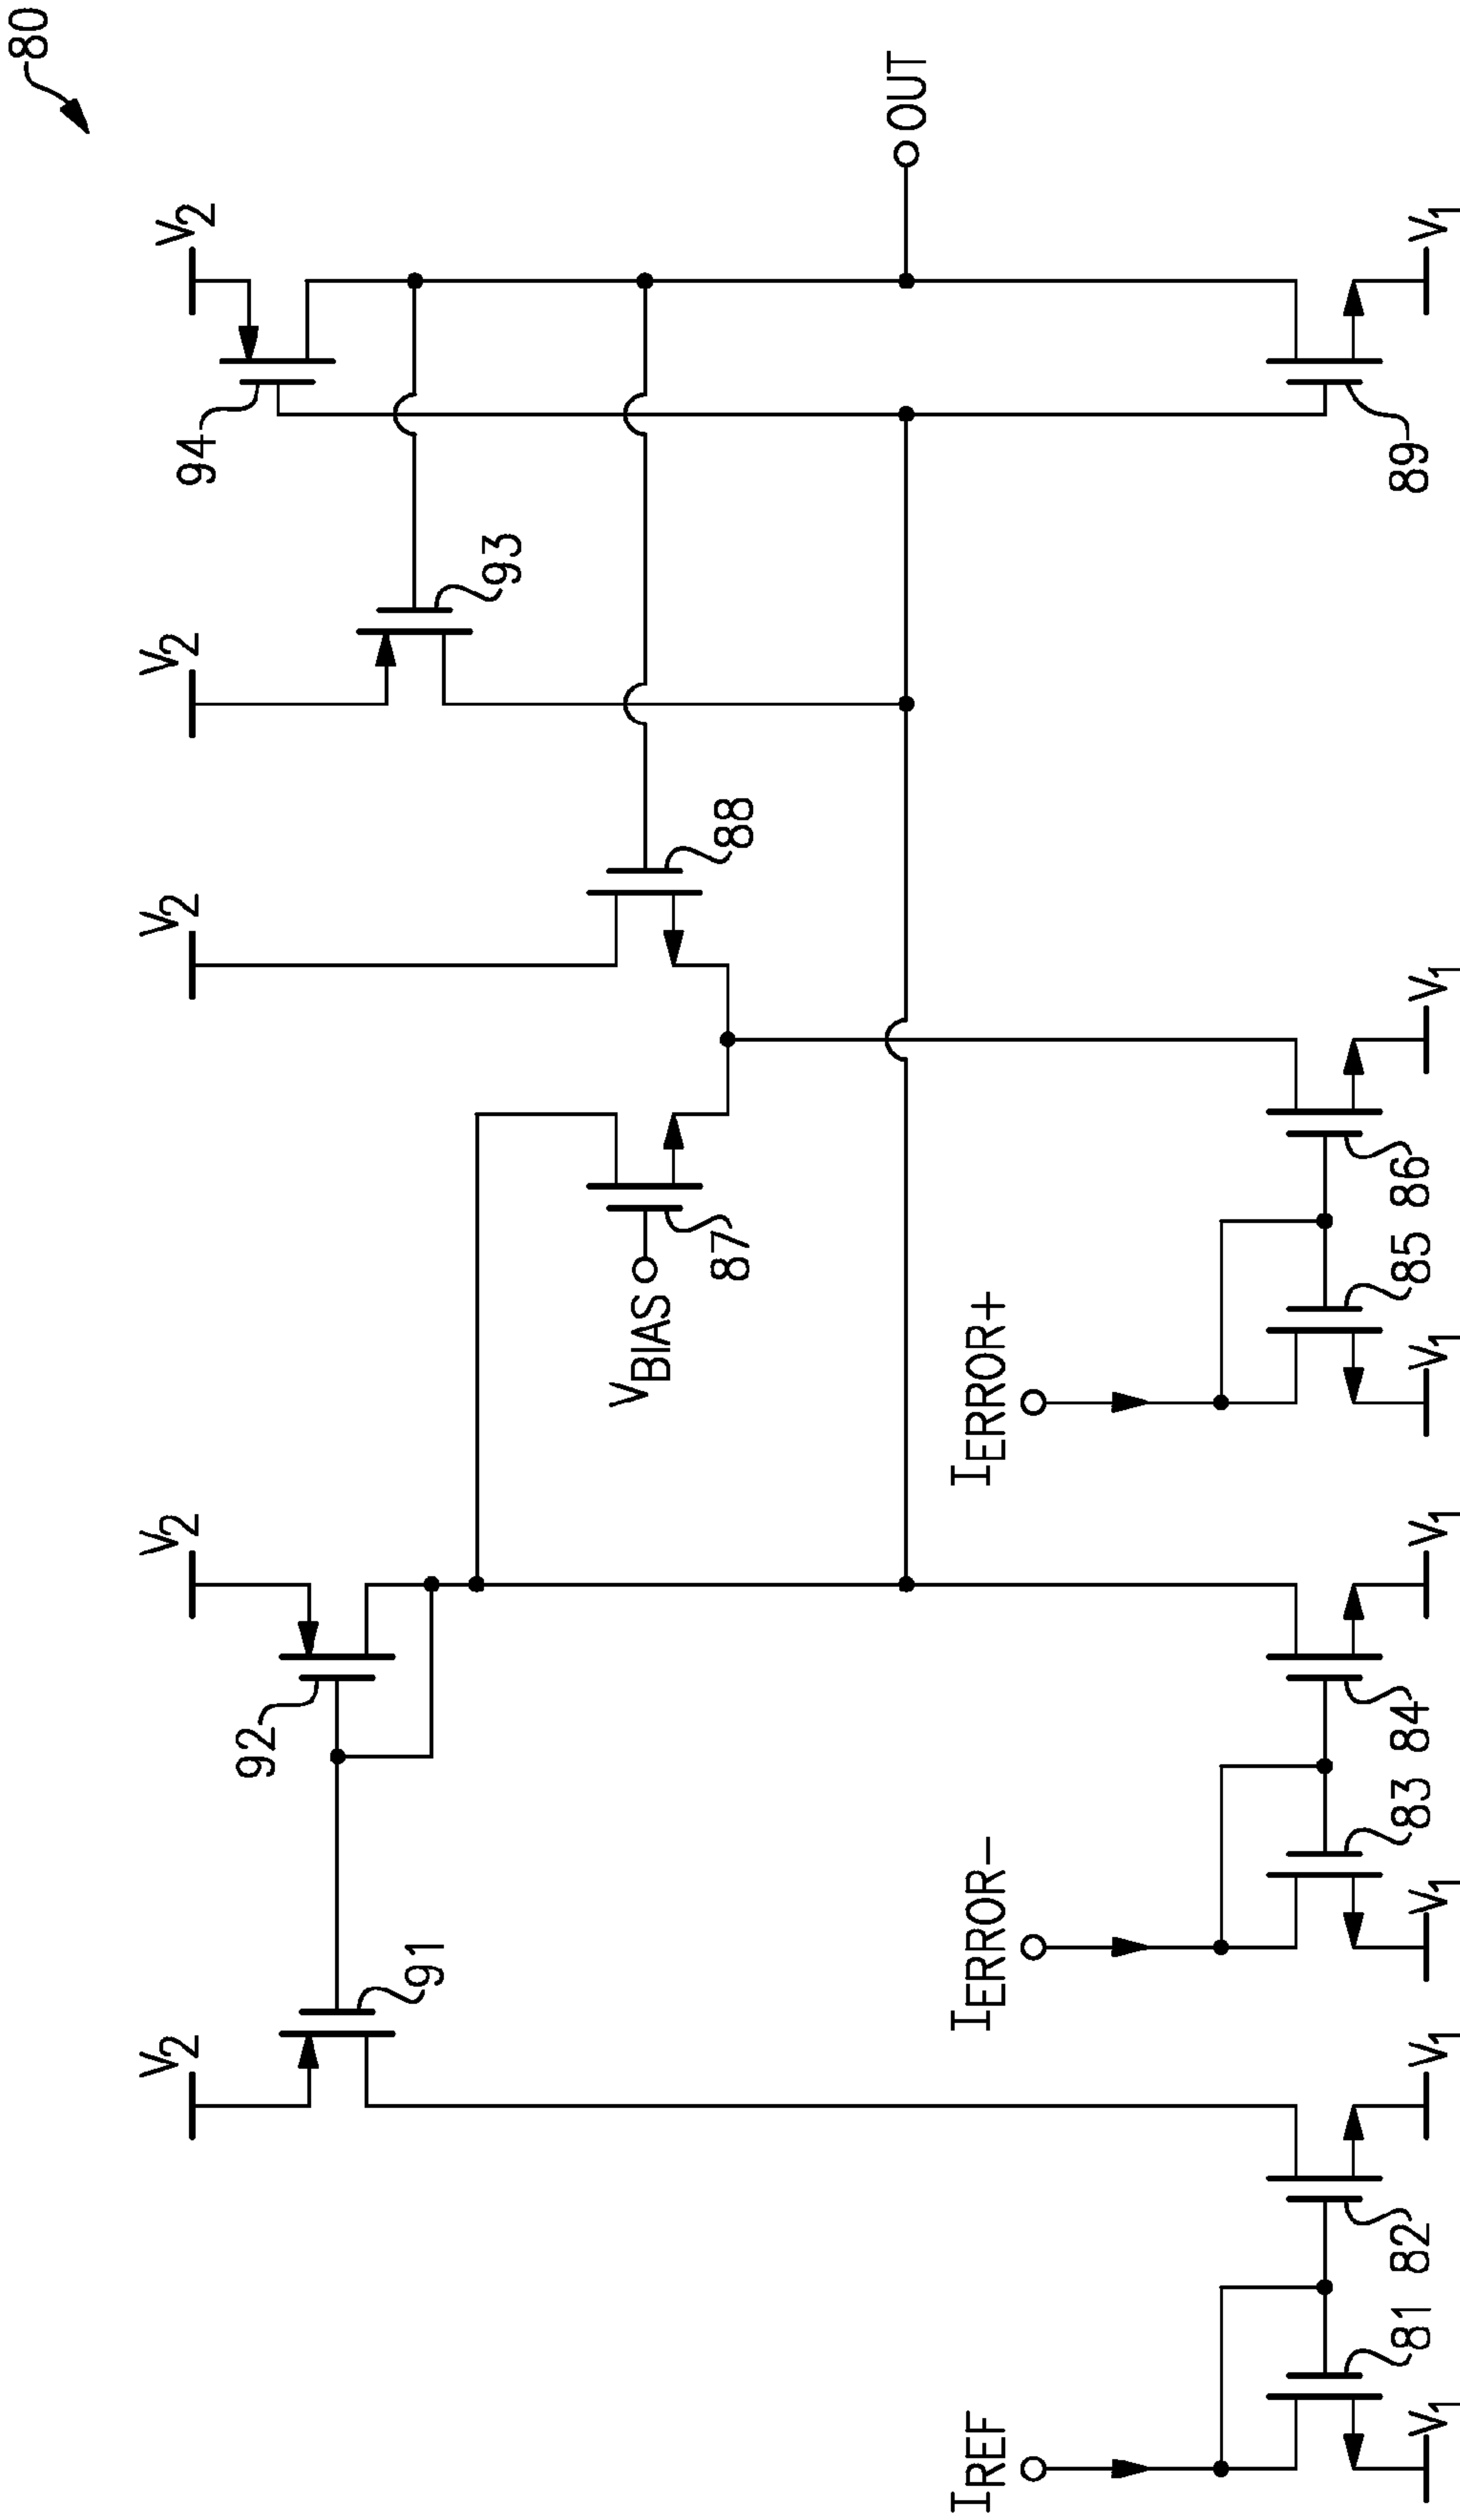 80
V2
V2
V2
V2
V2
94
92
91
93
VBIAS
87
88
OUT
IREF
IERROR-
IERROR+
81
82
83
84
85
86
89
V1
V1
V1
V1
V1
V1
V1